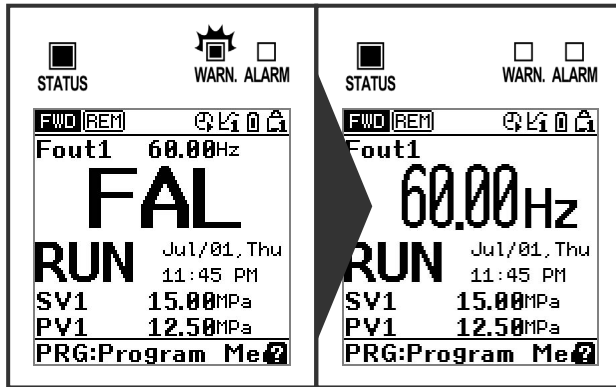 STATUS WARN. ALARM
FWD REM
Fout1 60.00Hz
FAL
RUN Jul/01,Thu
11:45 PM
SV1 15.00MPa
PV1 12.50MPa
PRG:Program Me?
STATUS WARN. ALARM
FWD REM
Fout1
60.00Hz
RUN Jul/01,Thu
11:45 PM
SV1 15.00MPa
PV1 12.50MPa
PRG:Program Me?